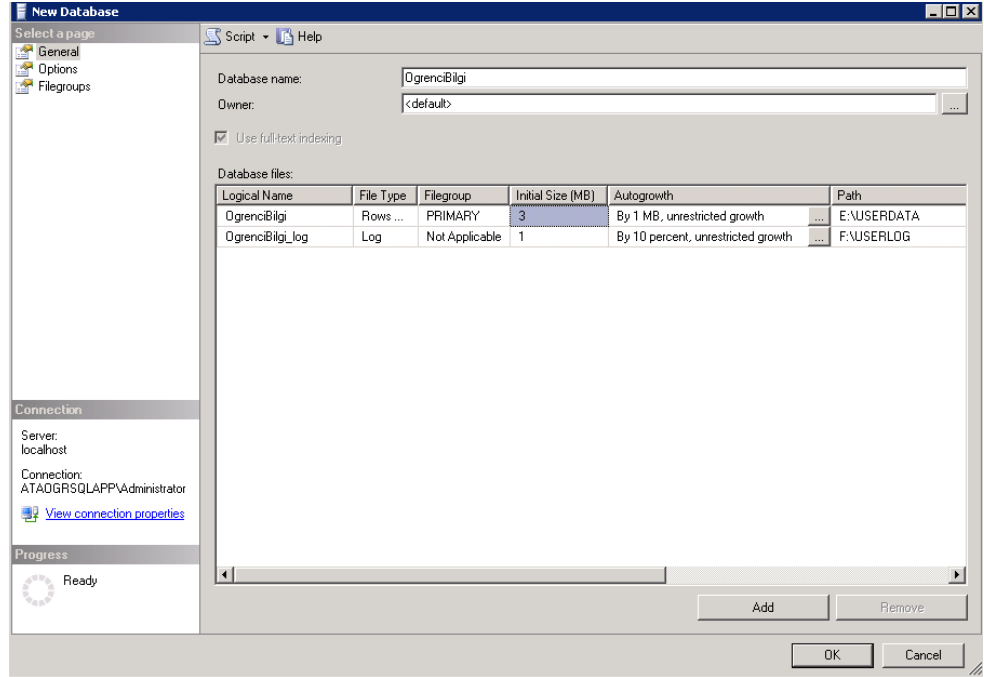 New Database
Select a page
General
Options
Filegroups
Script Help
Database name: OgrenciBilgi
Owner: <default> ...
Use full-text indexing
Database files:
Logical Name File Type Filegroup Initial Size (MB) Autogrowth Path
OgrenciBilgi Rows ... PRIMARY 3 By 1 MB, unrestricted growth ... E:\USERDATA
OgrenciBilgi_log Log Not Applicable 1 By 10 percent, unrestricted growth ... F:\USERLOG
Connection
Server:
localhost
Connection:
ATAOGRSQLAPP\Administrator
View connection properties
Progress
Ready
Add Remove
OK Cancel